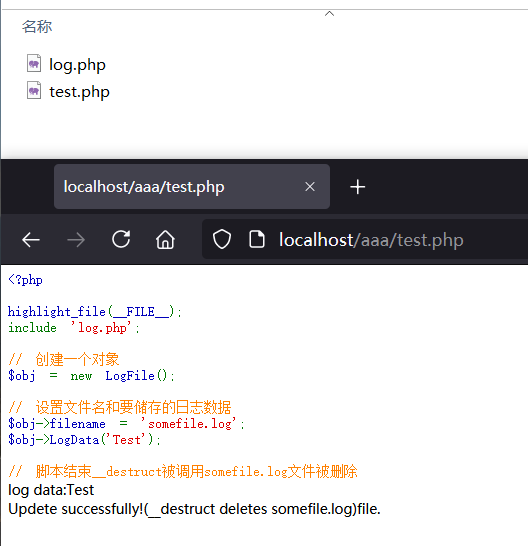 名称
log.php
test.php
localhost/aaa/test.php
localhost/aaa/test.php
<?php
highlight_file(__FILE__);
include 'log.php';
// 创建一个对象
$obj = new LogFile();
// 设置文件名和要储存的日志数据
$obj->filename = 'somefile.log';
$obj->LogData('Test');
// 脚本结束__destruct被调用somefile.log文件被删除
log data:Test
Updete successfully!(__destruct deletes somefile.log)file.